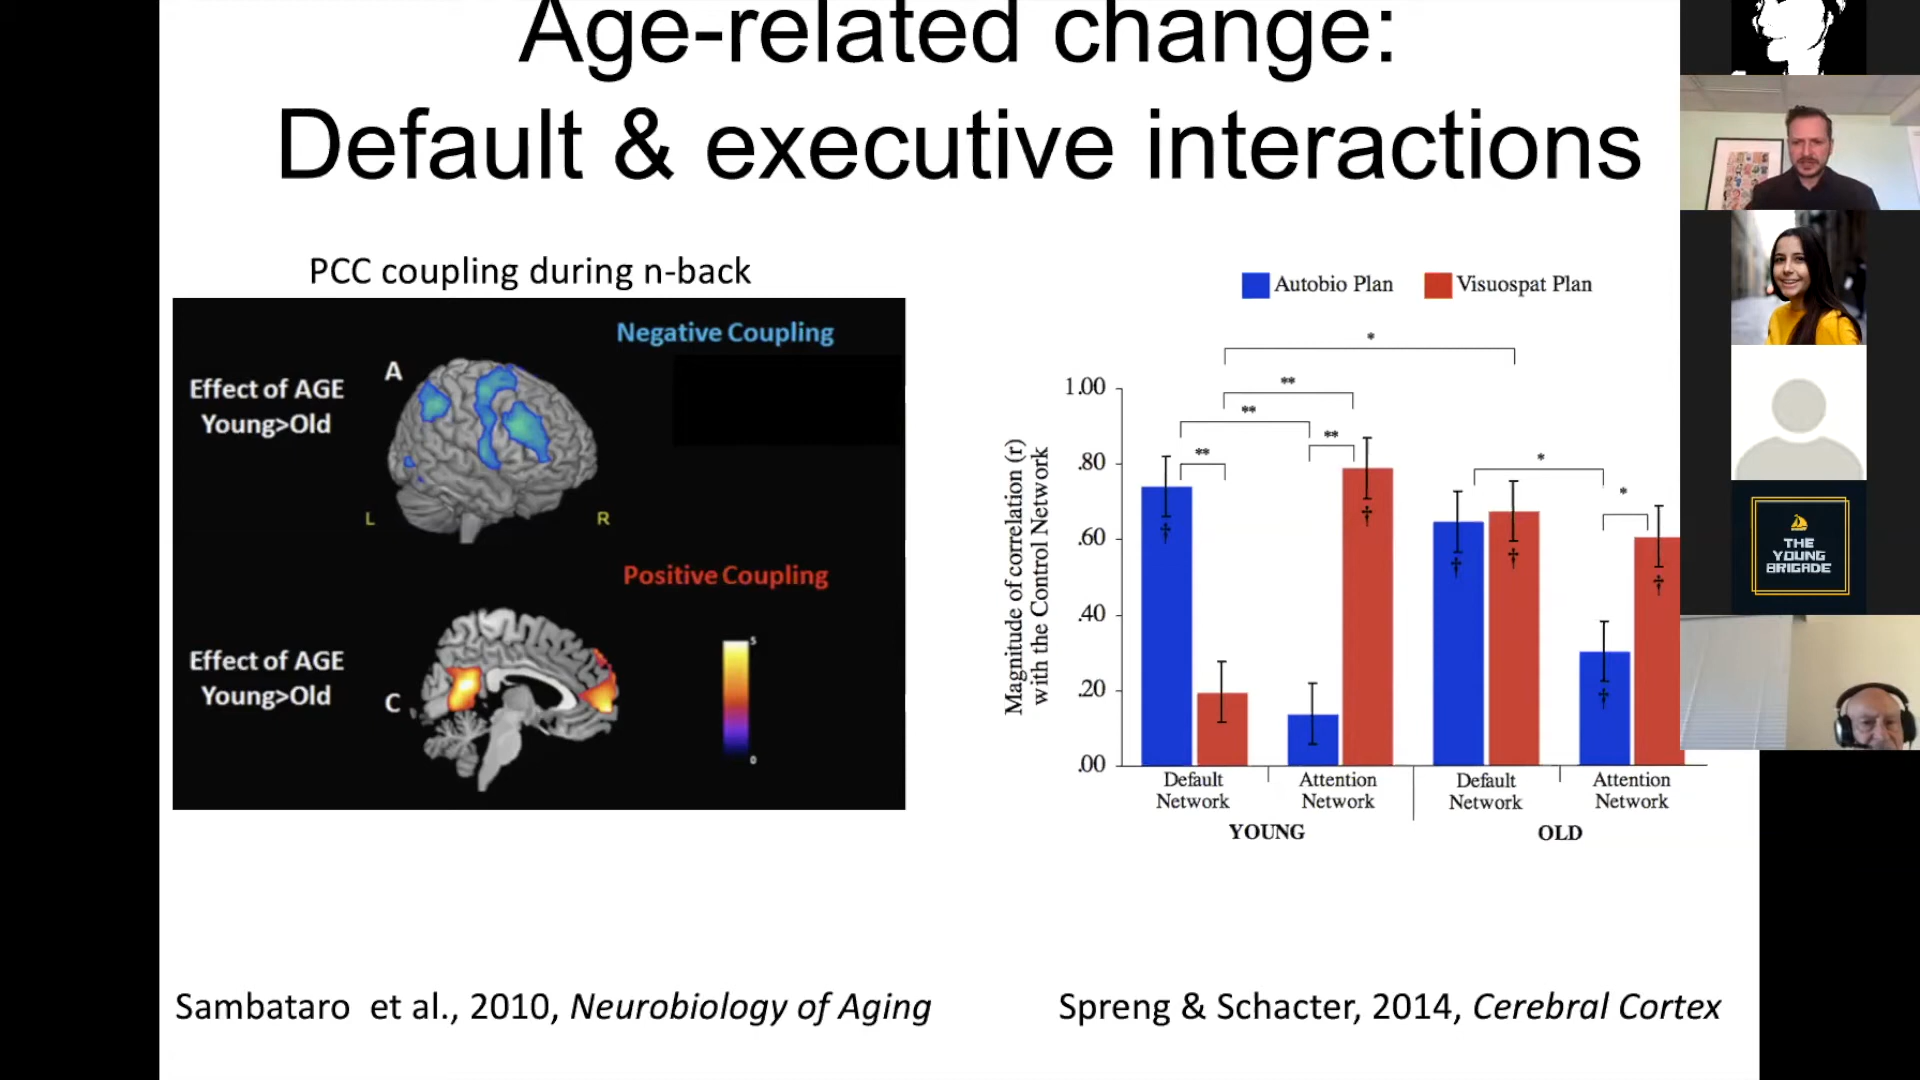 Age-related change:
Default & executive interactions
PCC coupling during n-back
Negative Coupling
Effect of AGE
Young>Old
A
L
R
Positive Coupling
Effect of AGE
Young>Old
C
5
0
Autobio Plan
Visuospat Plan
Magnitude of correlation (r)
with the Control Network
1.00
.80
.60
.40
.20
.00
*
**
**
**
**
*
*
†
†
†
†
†
†
Default
Network
Attention
Network
Default
Network
Attention
Network
YOUNG
OLD
Sambataro et al., 2010, Neurobiology of Aging
Spreng & Schacter, 2014, Cerebral Cortex
THE
YOUNG
BRIGADE